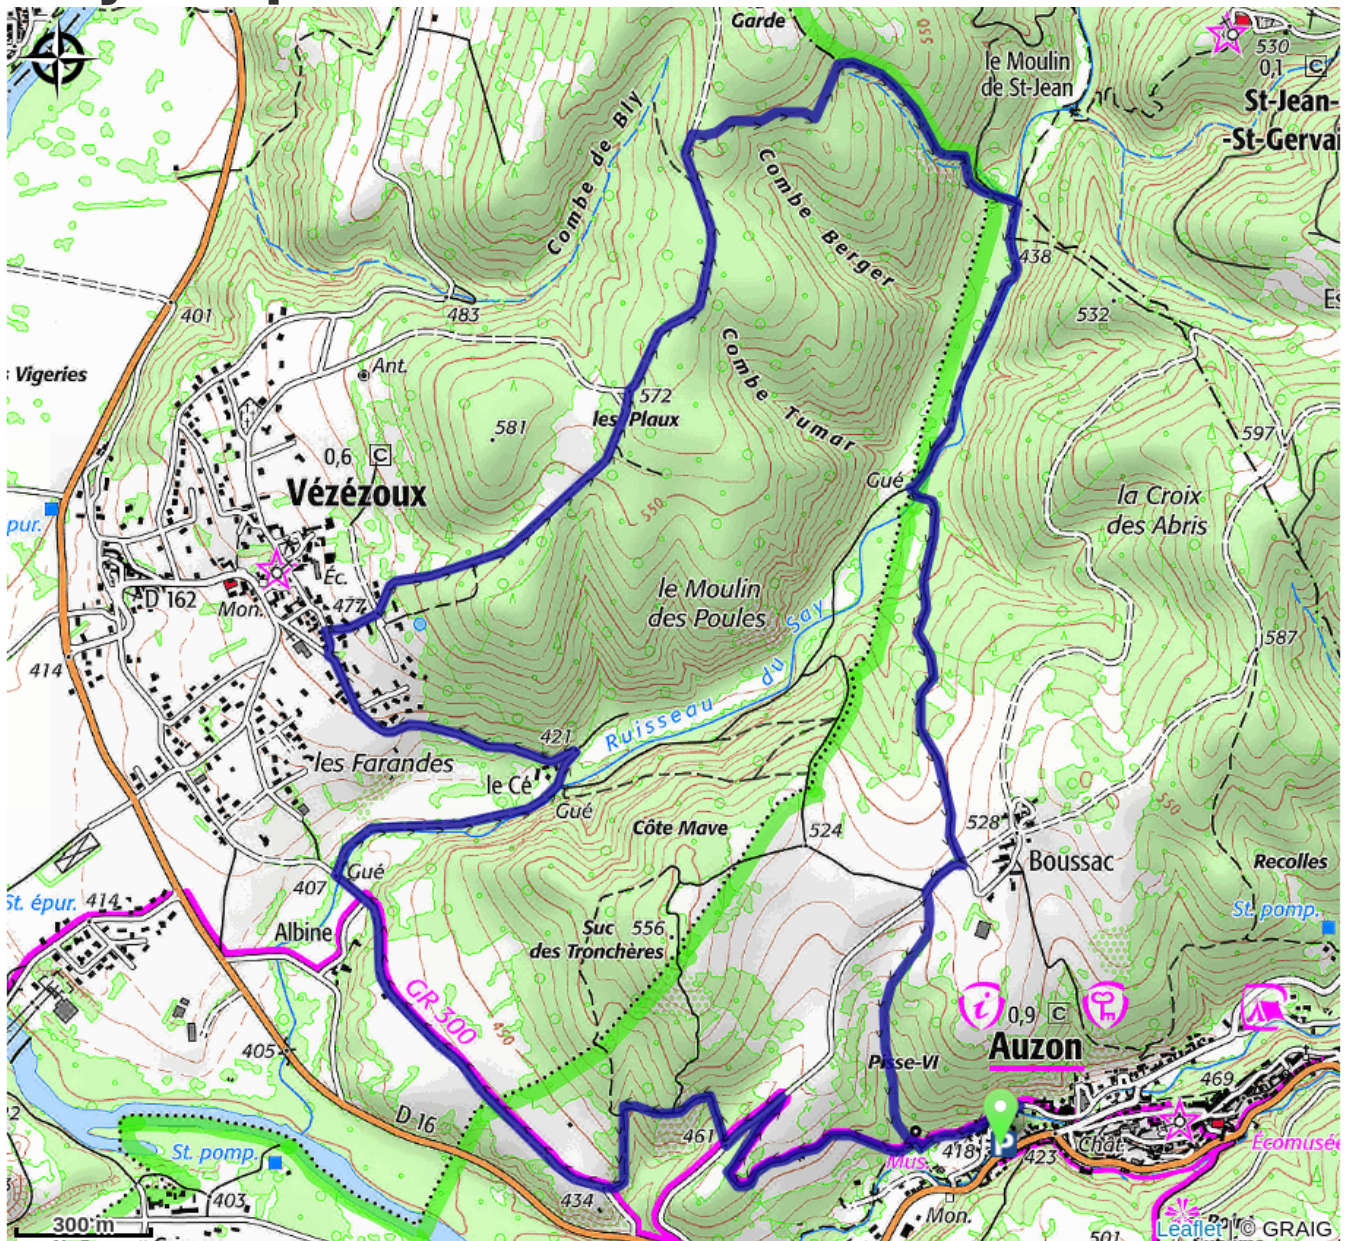 Garde
550
le Moulin
de St-Jean
530
0,1 C
St-Jean-
-St-Gervai
Combe de Bly
Combe Berger
438
532
401
483
Vigeries
Ant.
Combe Tumar
572
les Plaux
581
597
0,6 C
Vézézoux
Gué
la Croix
des Abris
550
épur.
Éc.
le Moulin
des Poules
D 162
Mon.
477
587
414
Ruisseau du Say
421
les Farandes
le Cé
Gué
550
Côte Mave
524
528
Boussac
Recolles
Gué
407
St. épur.
414
St. pomp.
Albine
Suc
des Tronchères
556
GR 300
450
0,9 C
Auzon
405
Pisse-Vl
469
D 16
461
418
P
423
Chât.
Écomusée
St. pomp.
Mus.
403
434
Mon.
300 m
501
Leaflet | © GRAIG